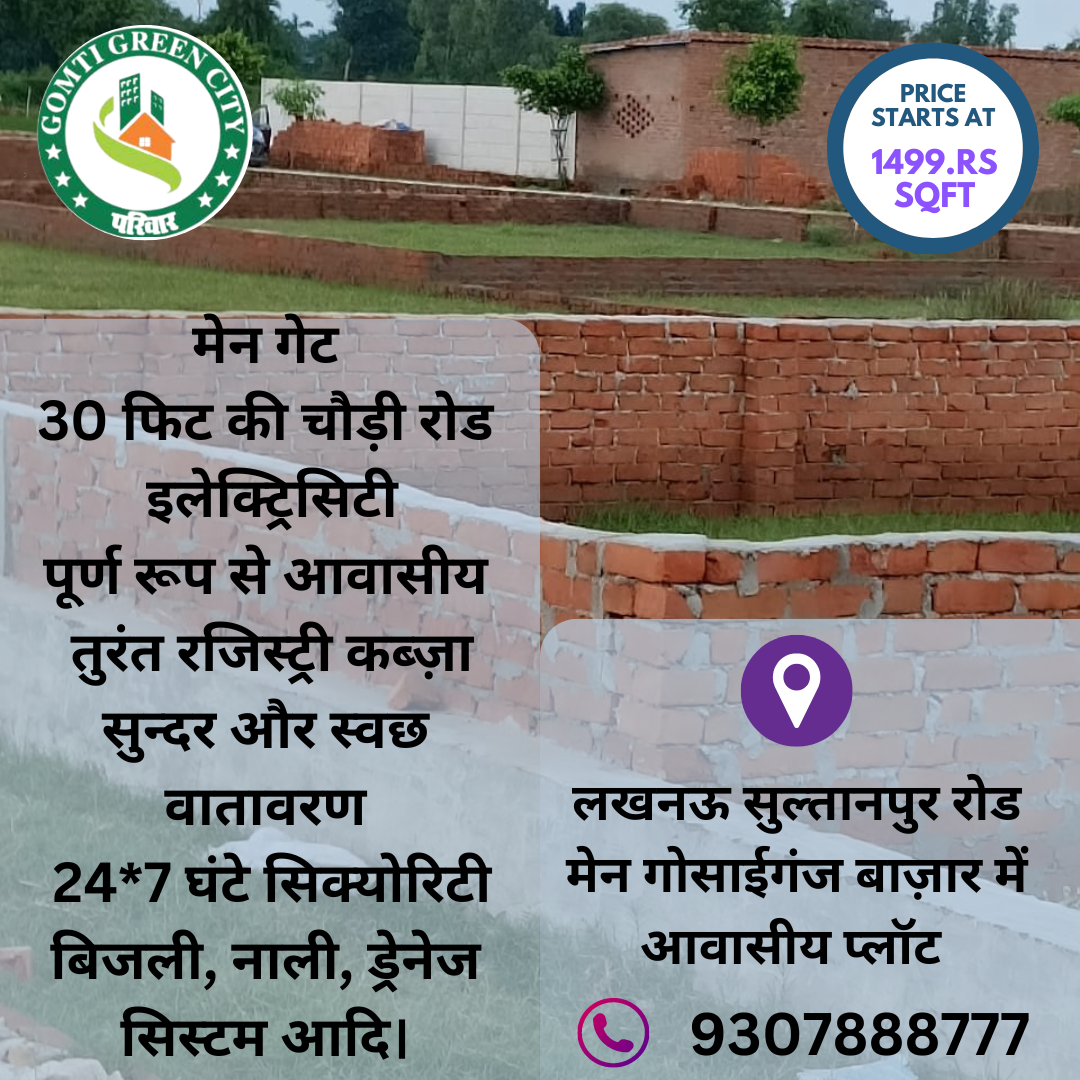 GOMTI GREEN CITY
परिवार
PRICE
STARTS AT
1499.RS
SQFT
मेन गेट
30 फिट की चौड़ी रोड
इलेक्ट्रिसिटी
पूर्ण रूप से आवासीय
तुरंत रजिस्ट्री कब्ज़ा
सुन्दर और स्वछ
वातावरण
24*7 घंटे सिक्योरिटी
बिजली, नाली, ड्रेनेज
सिस्टम आदि।
लखनऊ सुल्तानपुर रोड
मेन गोसाईगंज बाज़ार में
आवासीय प्लॉट
9307888777